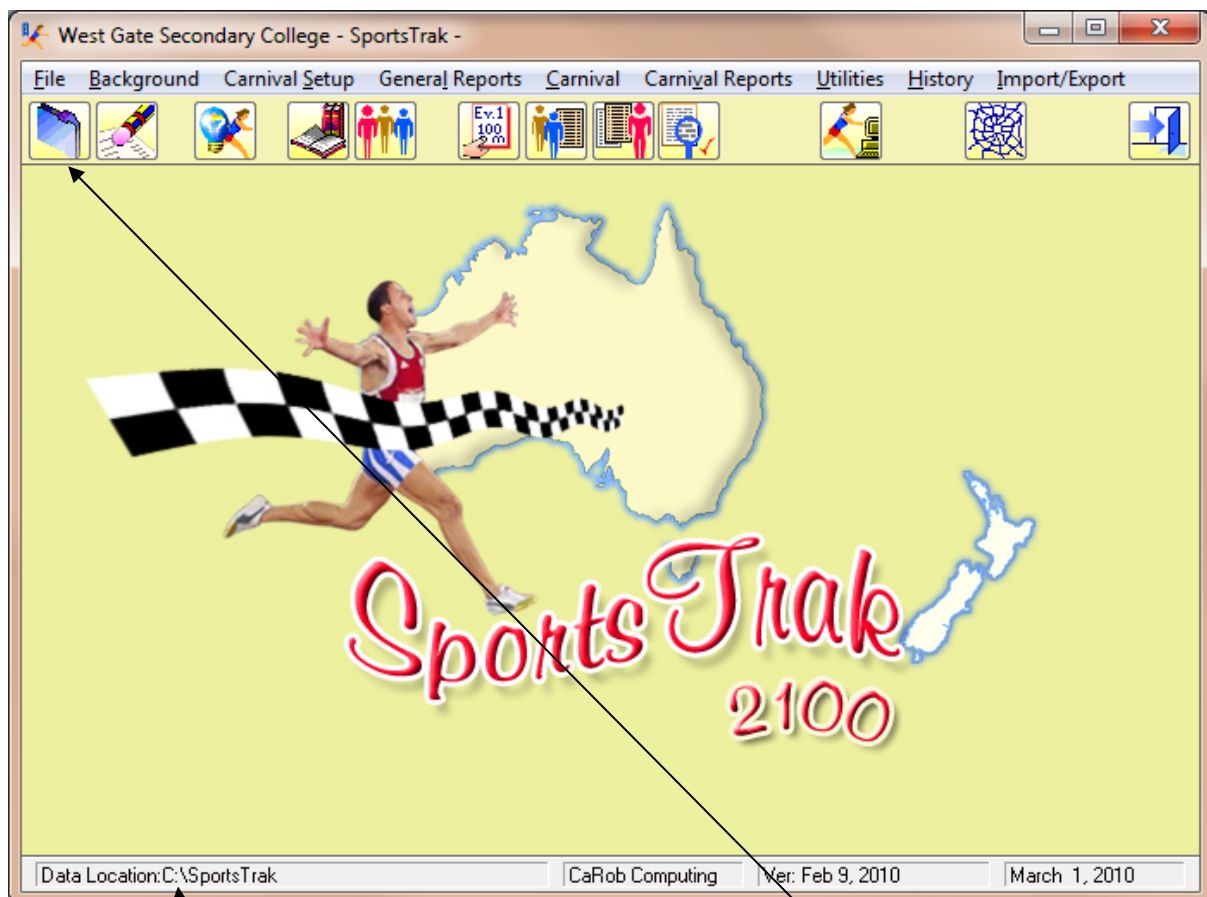 West Gate Secondary College - SportsTrak -
File Background Carnival Setup General Reports Carnival Carnival Reports Utilities History Import/Export
Ev.1
100
m
SportsTrak
2100
Data Location:C:\SportsTrak CaRob Computing Ver: Feb 9, 2010 March 1, 2010